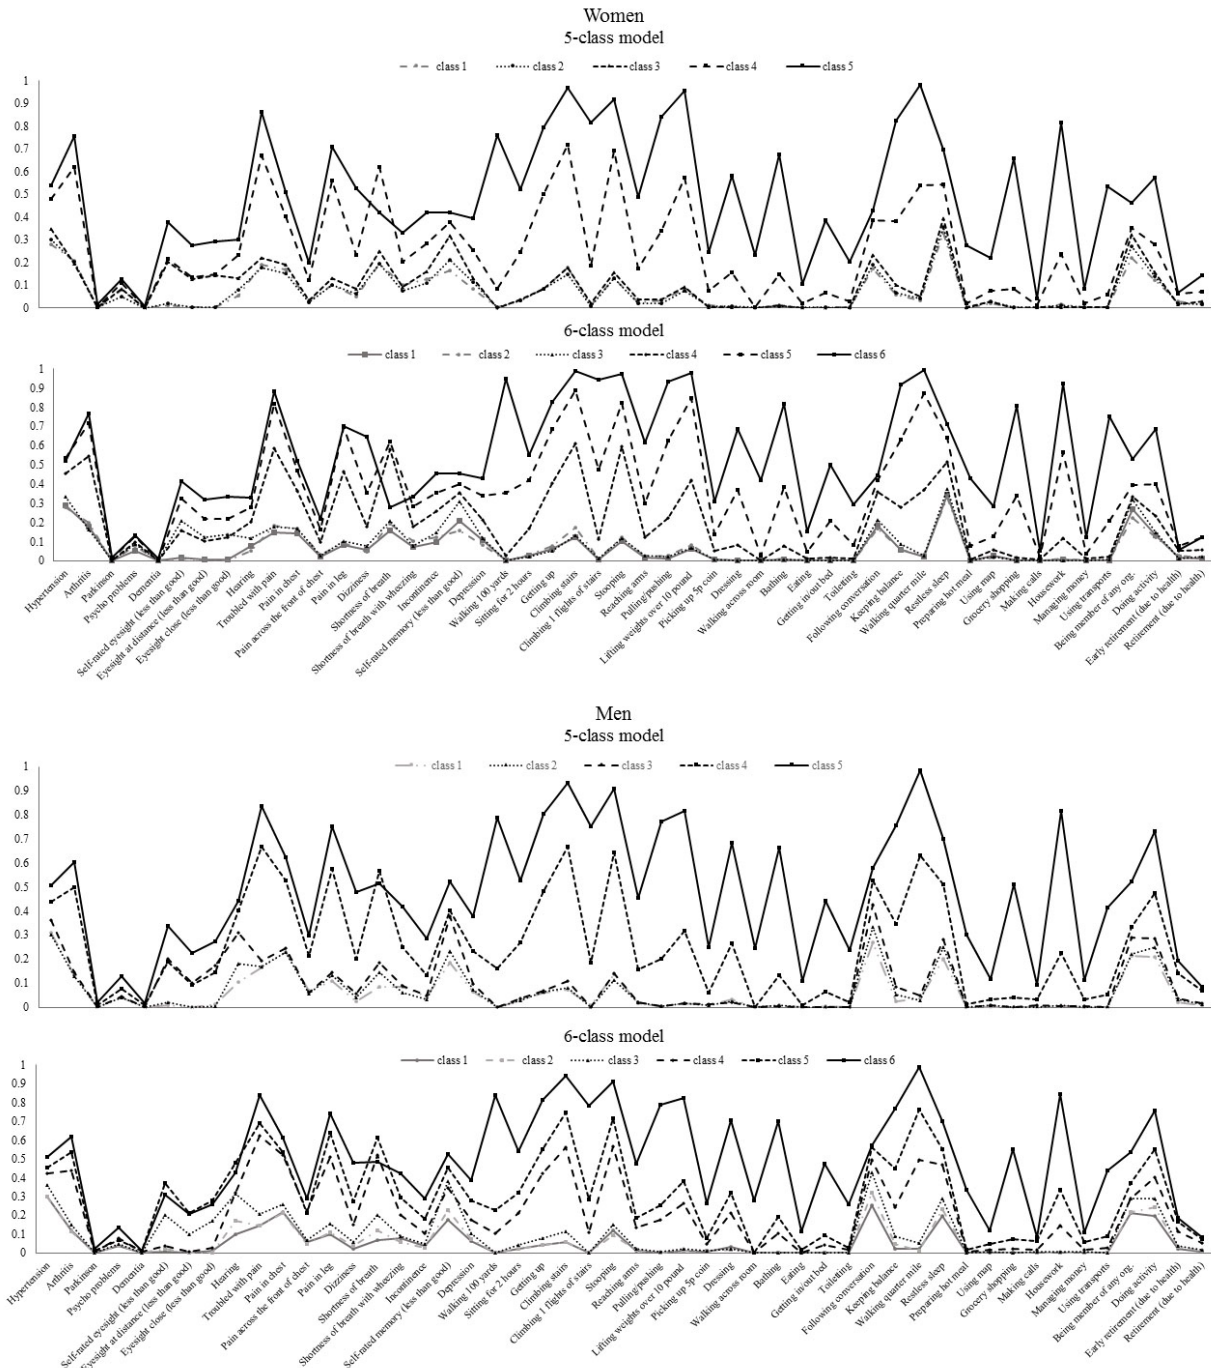 Women
5-class model
class 1 class 2 class 3 class 4 class 5
1
0.9
0.8
0.7
0.6
0.5
0.4
0.3
0.2
0.1
0
6-class model
class 1 class 2 class 3 class 4 class 5 class 6
1
0.9
0.8
0.7
0.6
0.5
0.4
0.3
0.2
0.1
0
Hypertension
Arthritis
Parkinson
Psycho problems
Dementia
Self-rated eyesight (less than good)
Eyesight at distance (less than good)
Eyesight close (less than good)
Hearing
Troubled with pain
Pain in chest
Pain across the front of chest
Pain in leg
Dizziness
Shortness of breath
Shortness of breath with wheezing
Incontinence
Self-rated memory (less than good)
Depression
Walking 100 yards
Sitting for 2 hours
Getting up
Climbing stairs
Climbing 1 flights of stairs
Stooping
Reaching arms
Pulling/pushing
Lifting weights over 10 pound
Picking up 5p coin
Dressing
Walking across room
Bathing
Eating
Getting in/out bed
Toileting
Following conversation
Keeping balance
Walking quarter mile
Restless sleep
Preparing hot meal
Using map
Grocery shopping
Making calls
Housework
Managing money
Using transports
Being member of any org.
Doing activity
Early retirement (due to health)
Retirement (due to health)
Men
5-class model
class 1 class 2 class 3 class 4 class 5
1
0.9
0.8
0.7
0.6
0.5
0.4
0.3
0.2
0.1
0
6-class model
class 1 class 2 class 3 class 4 class 5 class 6
1
0.9
0.8
0.7
0.6
0.5
0.4
0.3
0.2
0.1
0
Hypertension
Arthritis
Parkinson
Psycho problems
Dementia
Self-rated eyesight (less than good)
Eyesight at distance (less than good)
Eyesight close (less than good)
Hearing
Troubled with pain
Pain in chest
Pain across the front of chest
Pain in leg
Dizziness
Shortness of breath
Shortness of breath with wheezing
Incontinence
Self-rated memory (less than good)
Depression
Walking 100 yards
Sitting for 2 hours
Getting up
Climbing stairs
Climbing 1 flights of stairs
Stooping
Reaching arms
Pulling/pushing
Lifting weights over 10 pound
Picking up 5p coin
Dressing
Walking across room
Bathing
Eating
Getting in/out bed
Toileting
Following conversation
Keeping balance
Walking quarter mile
Restless sleep
Preparing hot meal
Using map
Grocery shopping
Making calls
Housework
Managing money
Using transports
Being member of any org.
Doing activity
Early retirement (due to health)
Retirement (due to health)